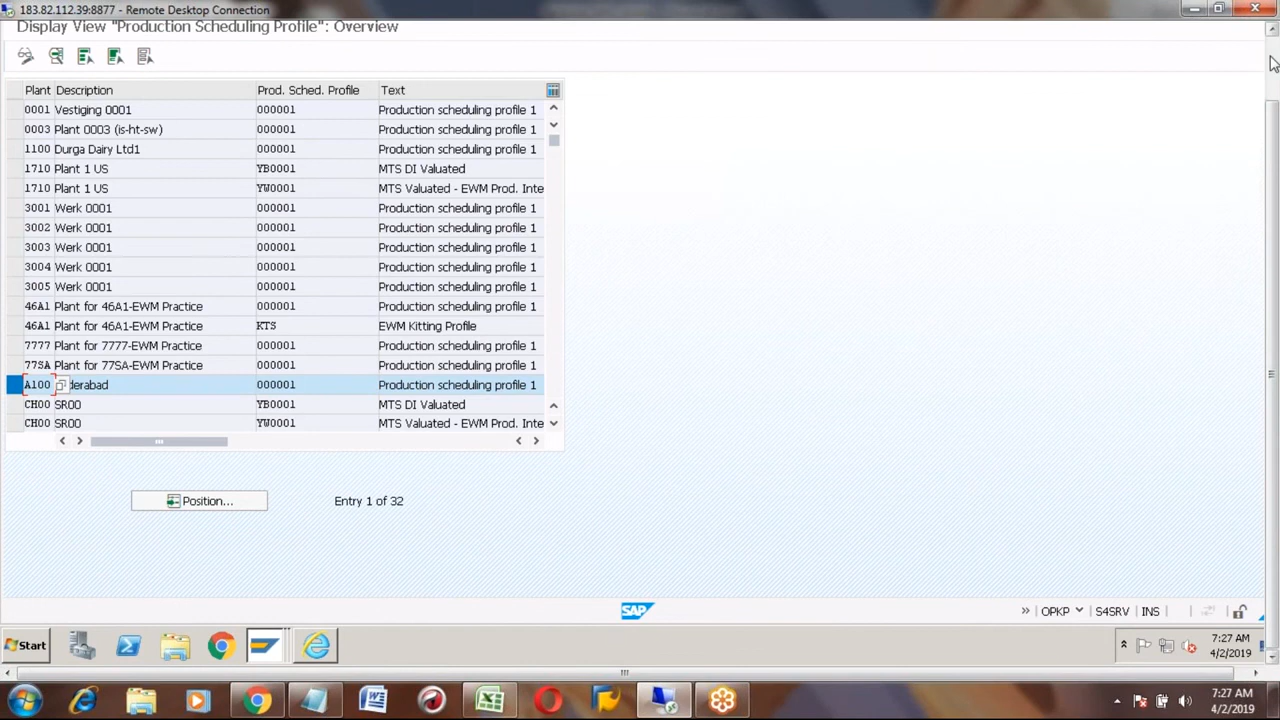 183.82.112.39:8877 - Remote Desktop Connection
Display View "Production Scheduling Profile": Overview
Plant Description Prod. Sched. Profile Text
0001 Vestiging 0001 000001 Production scheduling profile 1
0003 Plant 0003 (is-ht-sw) 000001 Production scheduling profile 1
1100 Durga Dairy Ltd1 000001 Production scheduling profile 1
1710 Plant 1 US YB0001 MTS DI Valuated
1710 Plant 1 US YW0001 MTS Valuated - EWM Prod. Inte
3001 Werk 0001 000001 Production scheduling profile 1
3002 Werk 0001 000001 Production scheduling profile 1
3003 Werk 0001 000001 Production scheduling profile 1
3004 Werk 0001 000001 Production scheduling profile 1
3005 Werk 0001 000001 Production scheduling profile 1
46A1 Plant for 46A1-EWM Practice 000001 Production scheduling profile 1
46A1 Plant for 46A1-EWM Practice KTS EWM Kitting Profile
7777 Plant for 7777-EWM Practice 000001 Production scheduling profile 1
77SA Plant for 77SA-EWM Practice 000001 Production scheduling profile 1
A100 derabad 000001 Production scheduling profile 1
CH00 SR00 YB0001 MTS DI Valuated
CH00 SR00 YW0001 MTS Valuated - EWM Prod. Inte
Position... Entry 1 of 32
SAP OPKP S4SRV INS
Start 7:27 AM
4/2/2019
7:27 AM
4/2/2019